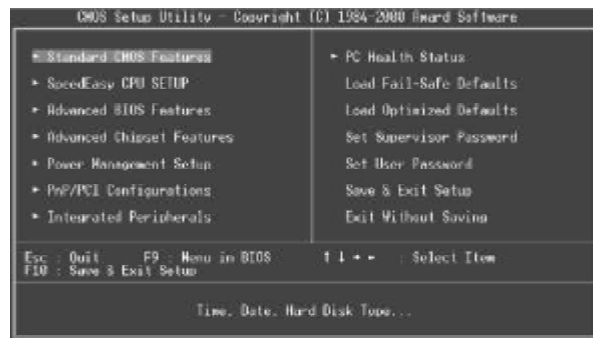 CMOS Setup Utility - Copyright (C) 1984-2000 Award Software
► Standard CMOS Features
► SpeedEasy CPU SETUP
► Advanced BIOS Features
► Advanced Chipset Features
► Power Management Setup
► PnP/PCI Configurations
► Integrated Peripherals
► PC Health Status
Load Fail-Safe Defaults
Load Optimized Defaults
Set Supervisor Password
Set User Password
Save & Exit Setup
Exit Without Saving
Esc : Quit F9 : Menu in BIOS ↑ ↓ → ← : Select Item
F10 : Save & Exit Setup
Time, Date, Hard Disk Type...